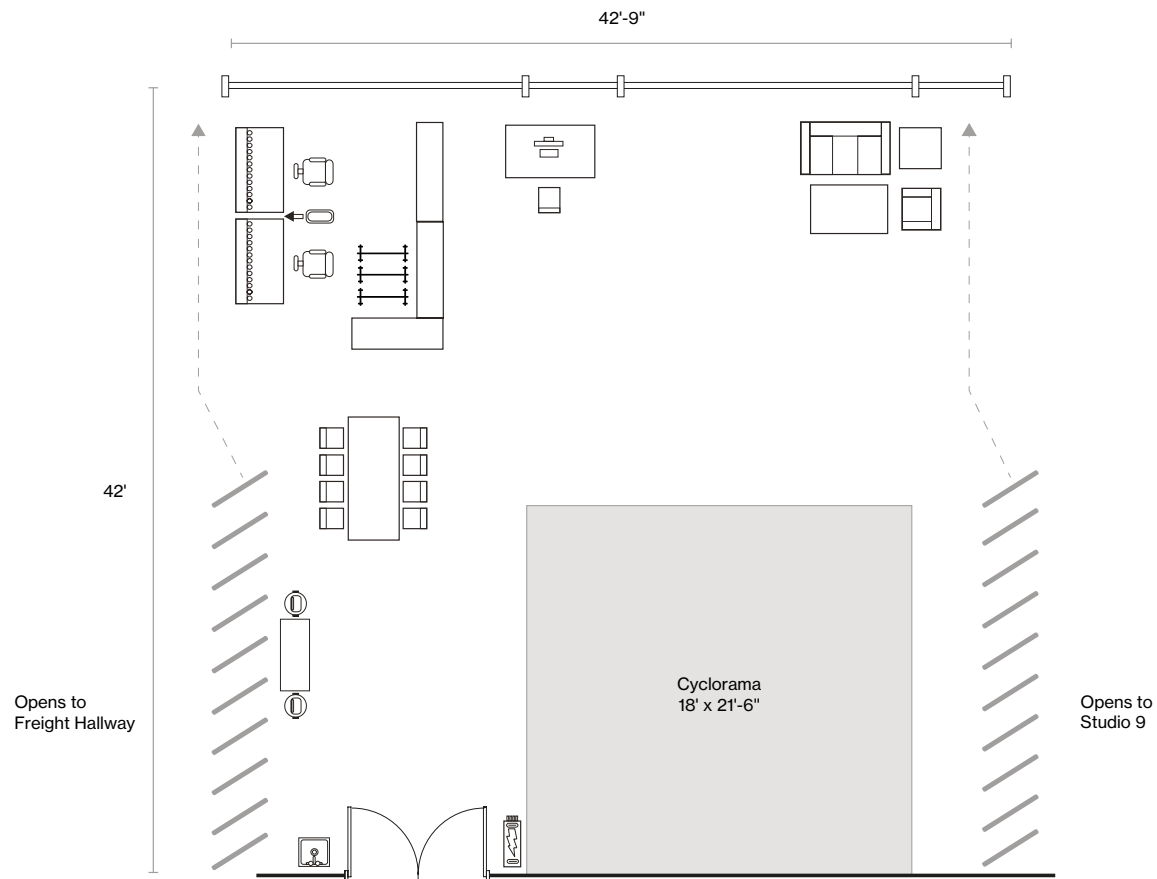 42'-9"
42'
Opens to
Freight Hallway
Cyclorama
18' x 21'-6"
Opens to
Studio 9